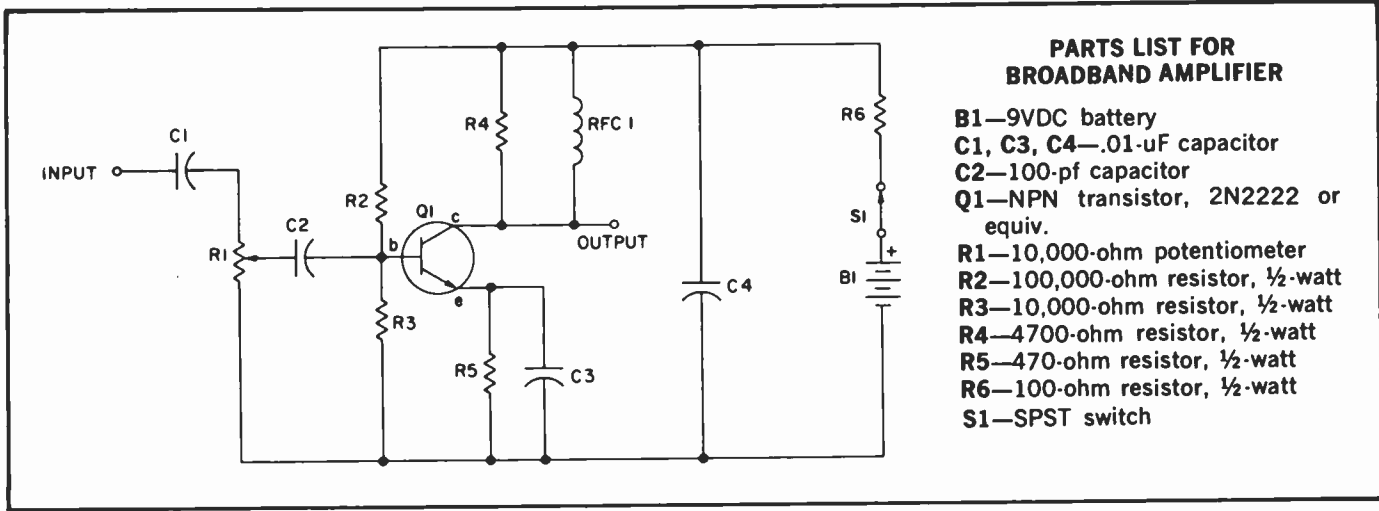 C1
INPUT
R1
C2
R2
R3
Q1
b
c
e
R4
RFC 1
OUTPUT
R5
C3
C4
R6
S1
+
B1
PARTS LIST FOR
BROADBAND AMPLIFIER
B1—9VDC battery
C1, C3, C4—.01-uF capacitor
C2—100-pf capacitor
Q1—NPN transistor, 2N2222 or
equiv.
R1—10,000-ohm potentiometer
R2—100,000-ohm resistor, ½-watt
R3—10,000-ohm resistor, ½-watt
R4—4700-ohm resistor, ½-watt
R5—470-ohm resistor, ½-watt
R6—100-ohm resistor, ½-watt
S1—SPST switch